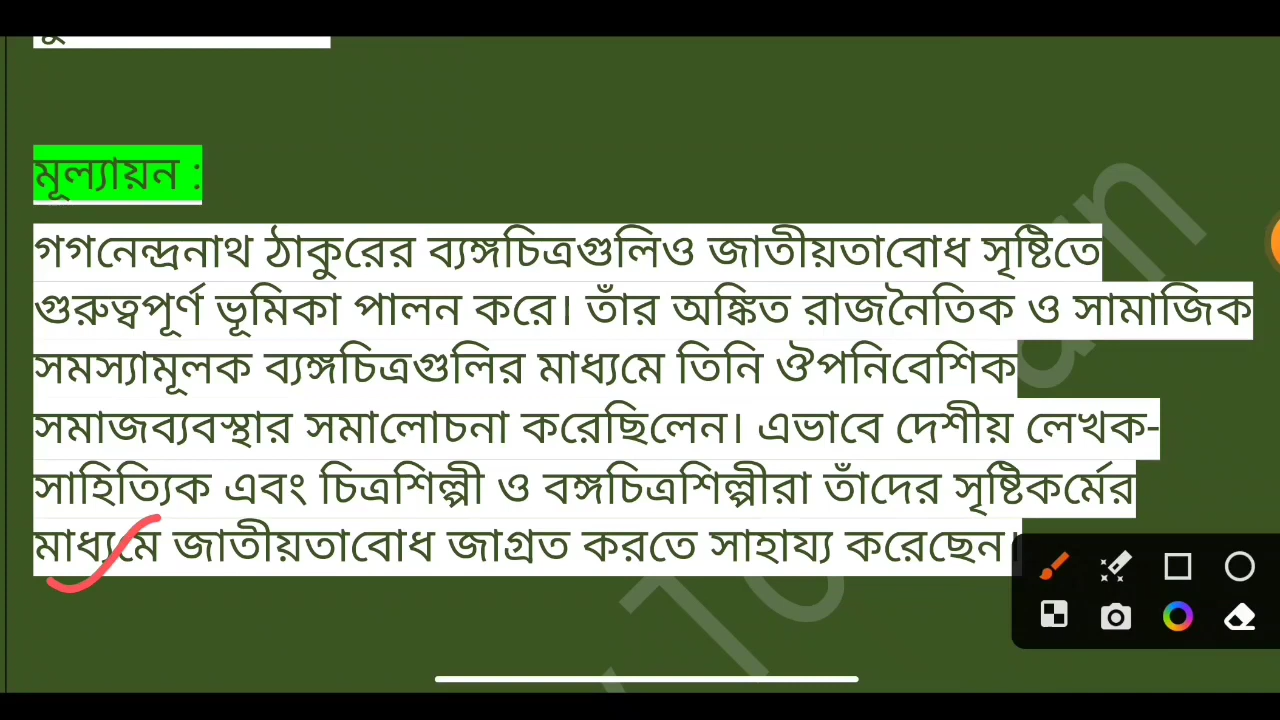 মূল্যায়ন :
গগনেন্দ্রনাথ ঠাকুরের ব্যঙ্গচিত্রগুলিও জাতীয়তাবোধ সৃষ্টিতে
গুরুত্বপূর্ণ ভূমিকা পালন করে। তাঁর অঙ্কিত রাজনৈতিক ও সামাজিক
সমস্যামূলক ব্যঙ্গচিত্রগুলির মাধ্যমে তিনি ঔপনিবেশিক
সমাজব্যবস্থার সমালোচনা করেছিলেন। এভাবে দেশীয় লেখক-
সাহিত্যিক এবং চিত্রশিল্পী ও বঙ্গচিত্রশিল্পীরা তাঁদের সৃষ্টিকর্মের
মাধ্যমে জাতীয়তাবোধ জাগ্রত করতে সাহায্য করেছেন।